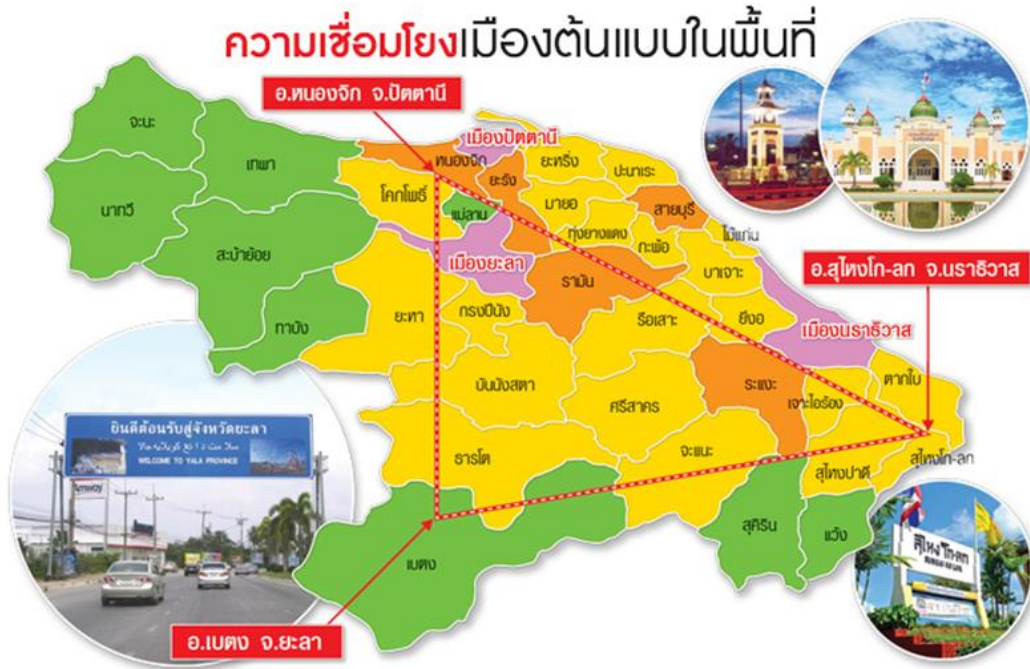 ความเชื่อมโยงเมืองต้นแบบในพื้นที่
อ.หนองจิก จ.ปัตตานี
เมืองปัตตานี
จะนะ
เทพา
หนองจิก
ยะหริ่ง
ปะนาเระ
ยะรัง
โคกโพธิ์
นาทวี
แม่ลาน
มายอ
สายบุรี
สะบ้าย้อย
ทุ่งยางแดง
กะพ้อ
ไม้แก่น
เมืองยะลา
รามัน
บาเจาะ
อ.สุไหงโก-ลก จ.นราธิวาส
กาบัง
ยะหา
กรงปินัง
รือเสาะ
ยี่งอ
เมืองนราธิวาส
บันนังสตา
ระแงะ
ตากใบ
ศรีสาคร
เจาะไอร้อง
ยินดีต้อนรับสู่จังหวัดยะลา
WELCOME TO YALA PROVINCE
Amway
ธารโต
จะแนะ
สุไหงปาดี
สุไหงโก-ลก
เบตง
สุคิริน
แว้ง
สุไหงโก-ลก
อ.เบตง จ.ยะลา